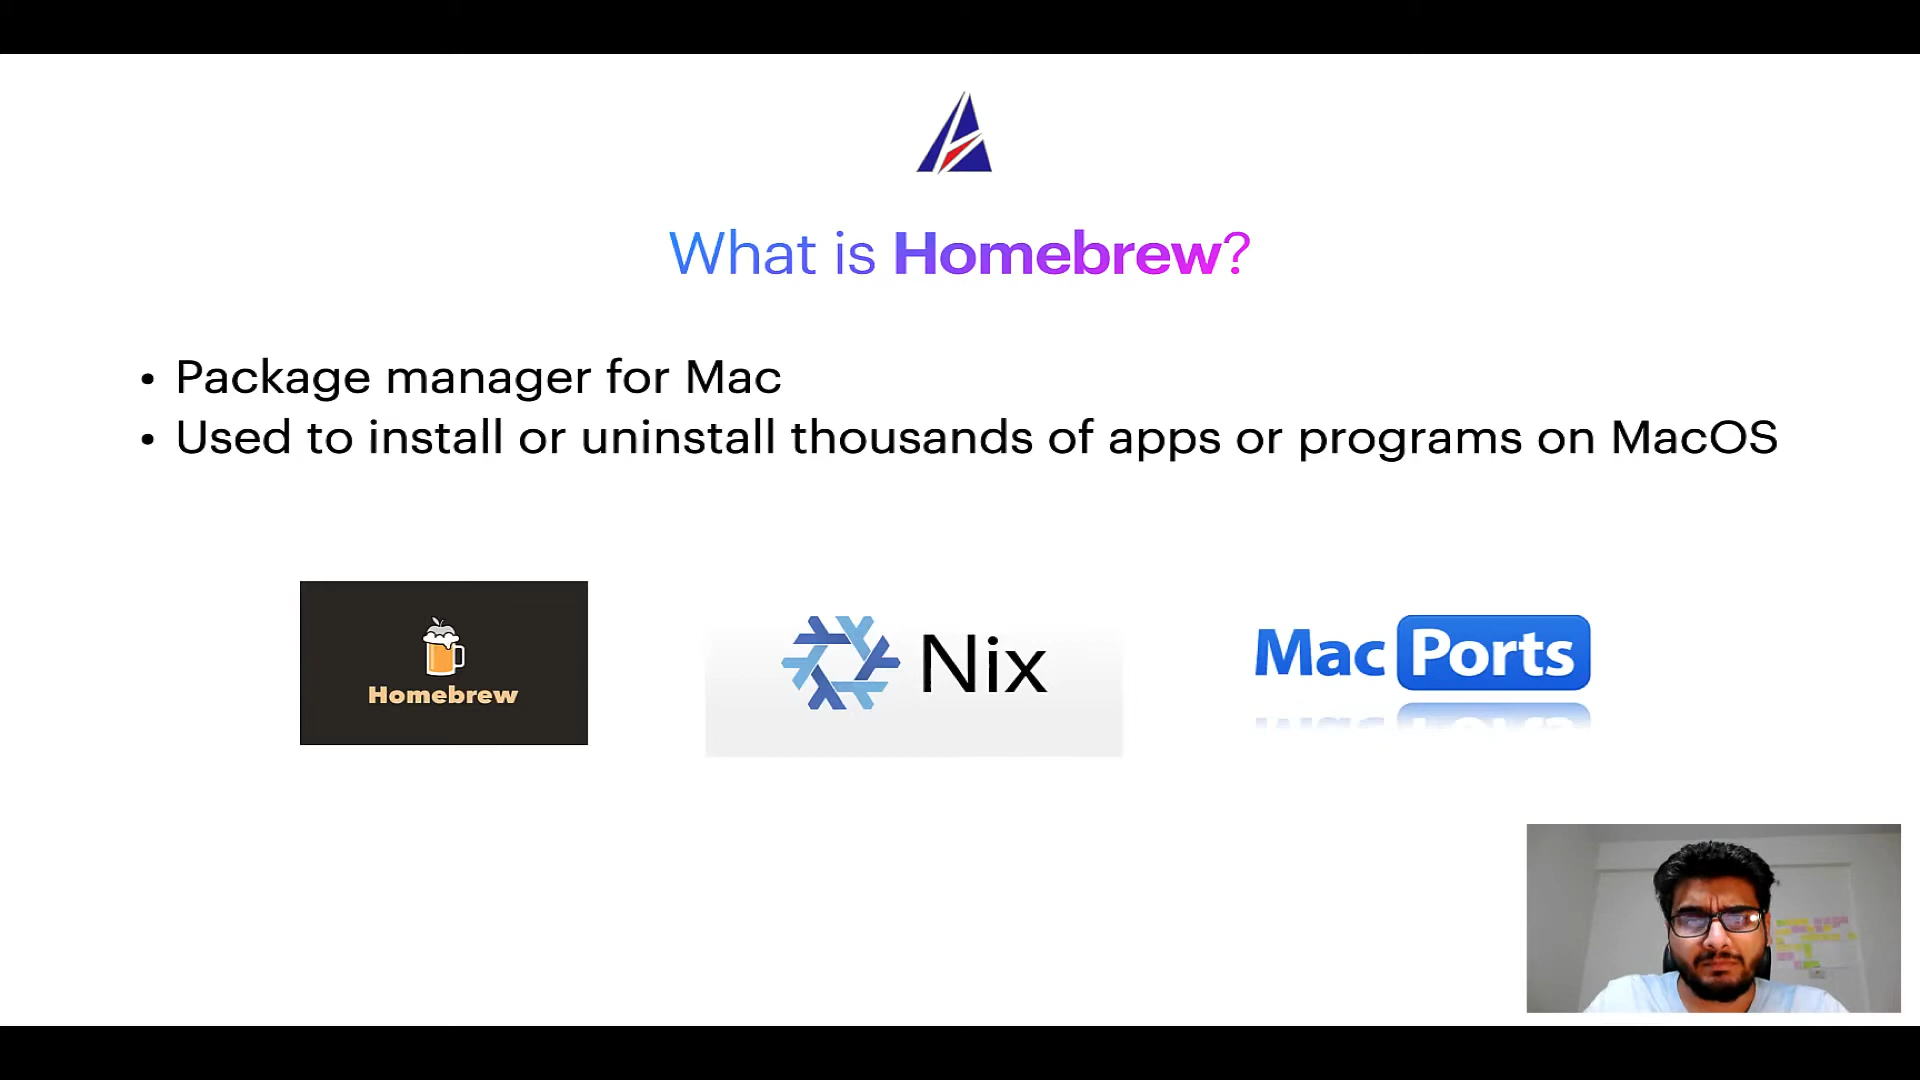 What is Homebrew?
• Package manager for Mac
• Used to install or uninstall thousands of apps or programs on MacOS
Homebrew
Nix
Mac Ports